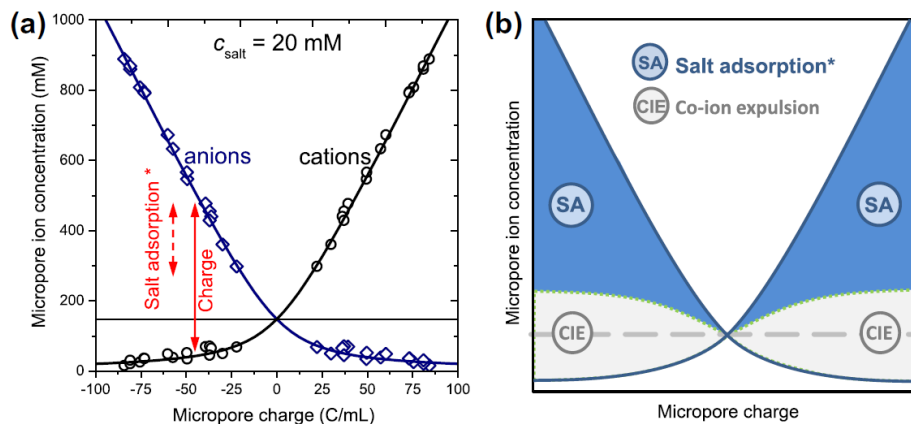 (a)
c_salt = 20 mM
Micropore ion concentration (mM)
1000
800
600
400
200
0
anions
cations
Salt adsorption *
Charge
-100 -75 -50 -25 0 25 50 75 100
Micropore charge (C/mL)
(b)
SA Salt adsorption*
CIE Co-ion expulsion
Micropore ion concentration
SA SA
CIE CIE
Micropore charge